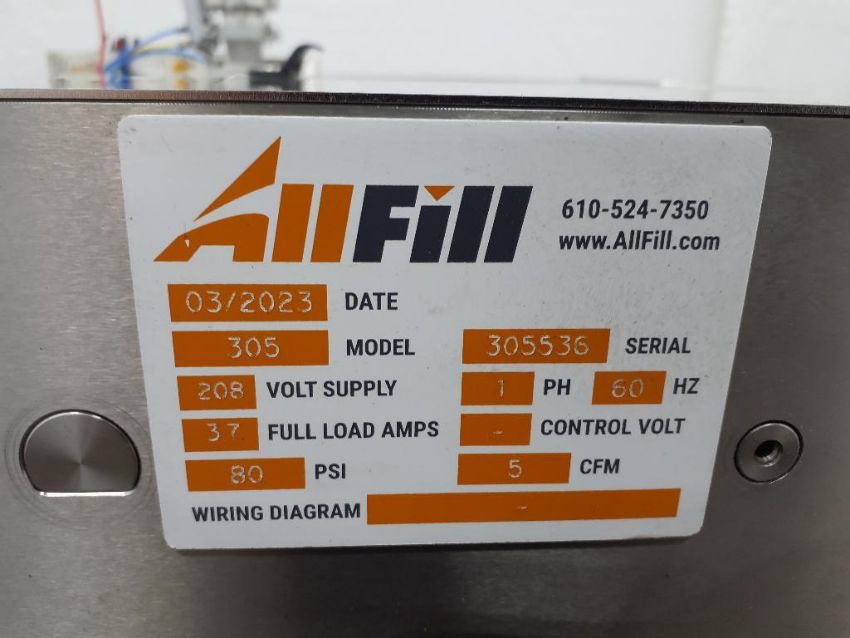 AllFill
610-524-7350
www.AllFill.com
03/2023 DATE
305 MODEL 305536 SERIAL
208 VOLT SUPPLY 1 PH 60 HZ
37 FULL LOAD AMPS - CONTROL VOLT
80 PSI 5 CFM
WIRING DIAGRAM -